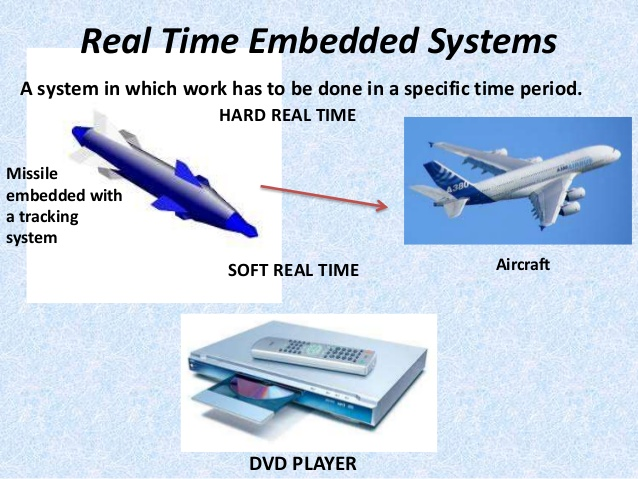 Real Time Embedded Systems
A system in which work has to be done in a specific time period.
HARD REAL TIME
Missile
embedded with
a tracking
system
A380
Aircraft
SOFT REAL TIME
DVD PLAYER